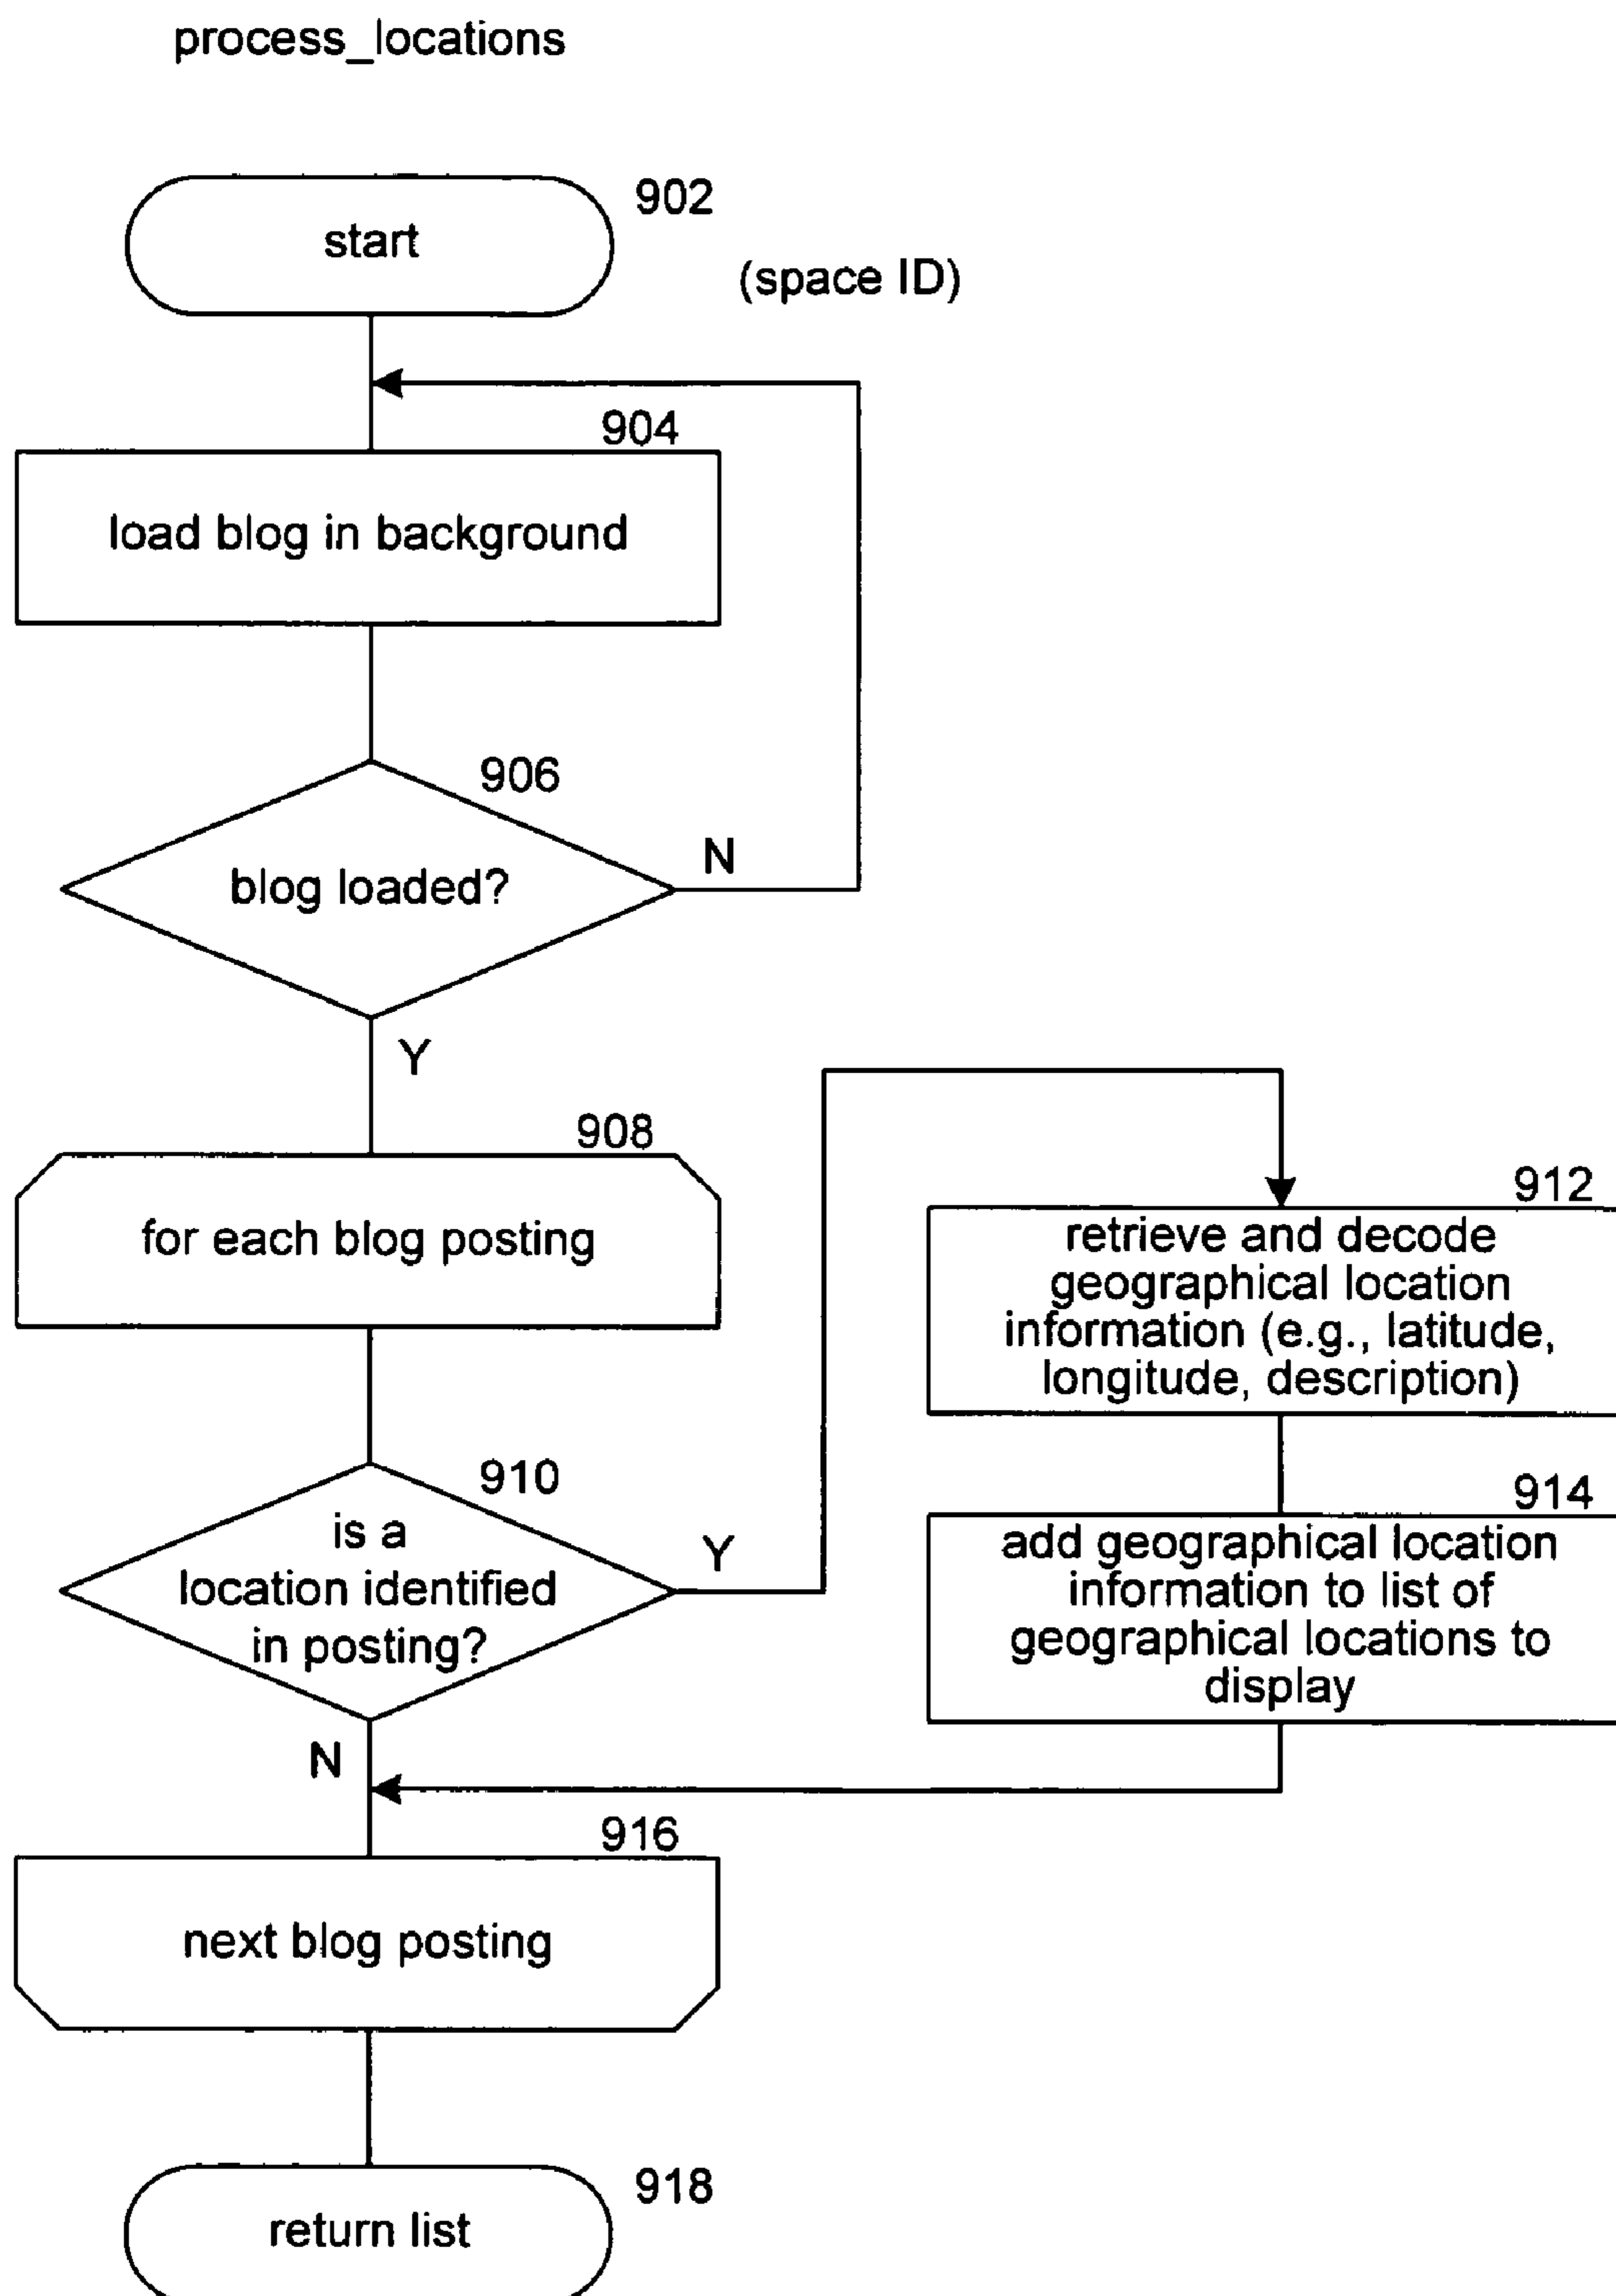 process_locations
902
start
(space ID)
904
load blog in background
906
blog loaded?
N
Y
908
for each blog posting
910
is a
location identified
in posting?
Y
N
912
retrieve and decode
geographical location
information (e.g., latitude,
longitude, description)
914
add geographical location
information to list of
geographical locations to
display
916
next blog posting
918
return list